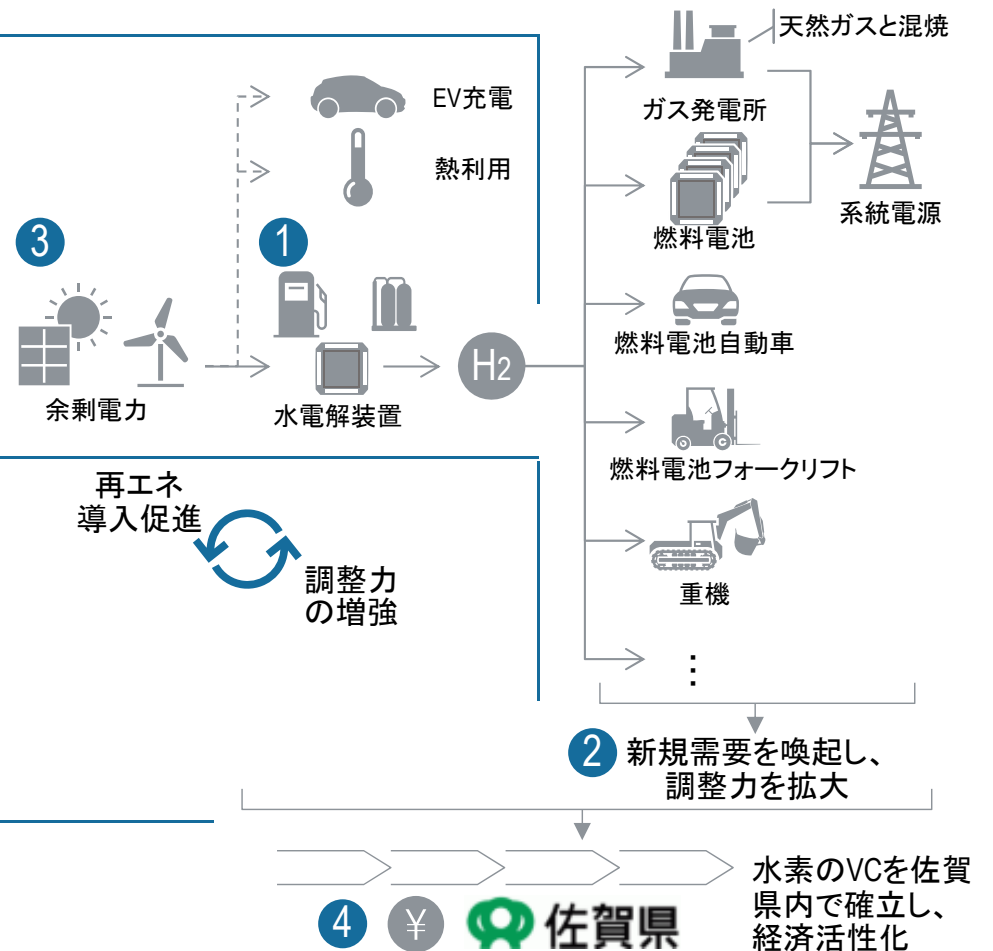 天然ガスと混焼
EV充電
ガス発電所
熱利用
系統電源
燃料電池
3
1
燃料電池自動車
H2
余剰電力
水電解装置
燃料電池フォークリフト
再エネ
導入促進
調整力
の増強
重機
⋮
2 新規需要を喚起し、
調整力を拡大
水素のVCを佐賀
県内で確立し、
経済活性化
4 ¥ 佐賀県